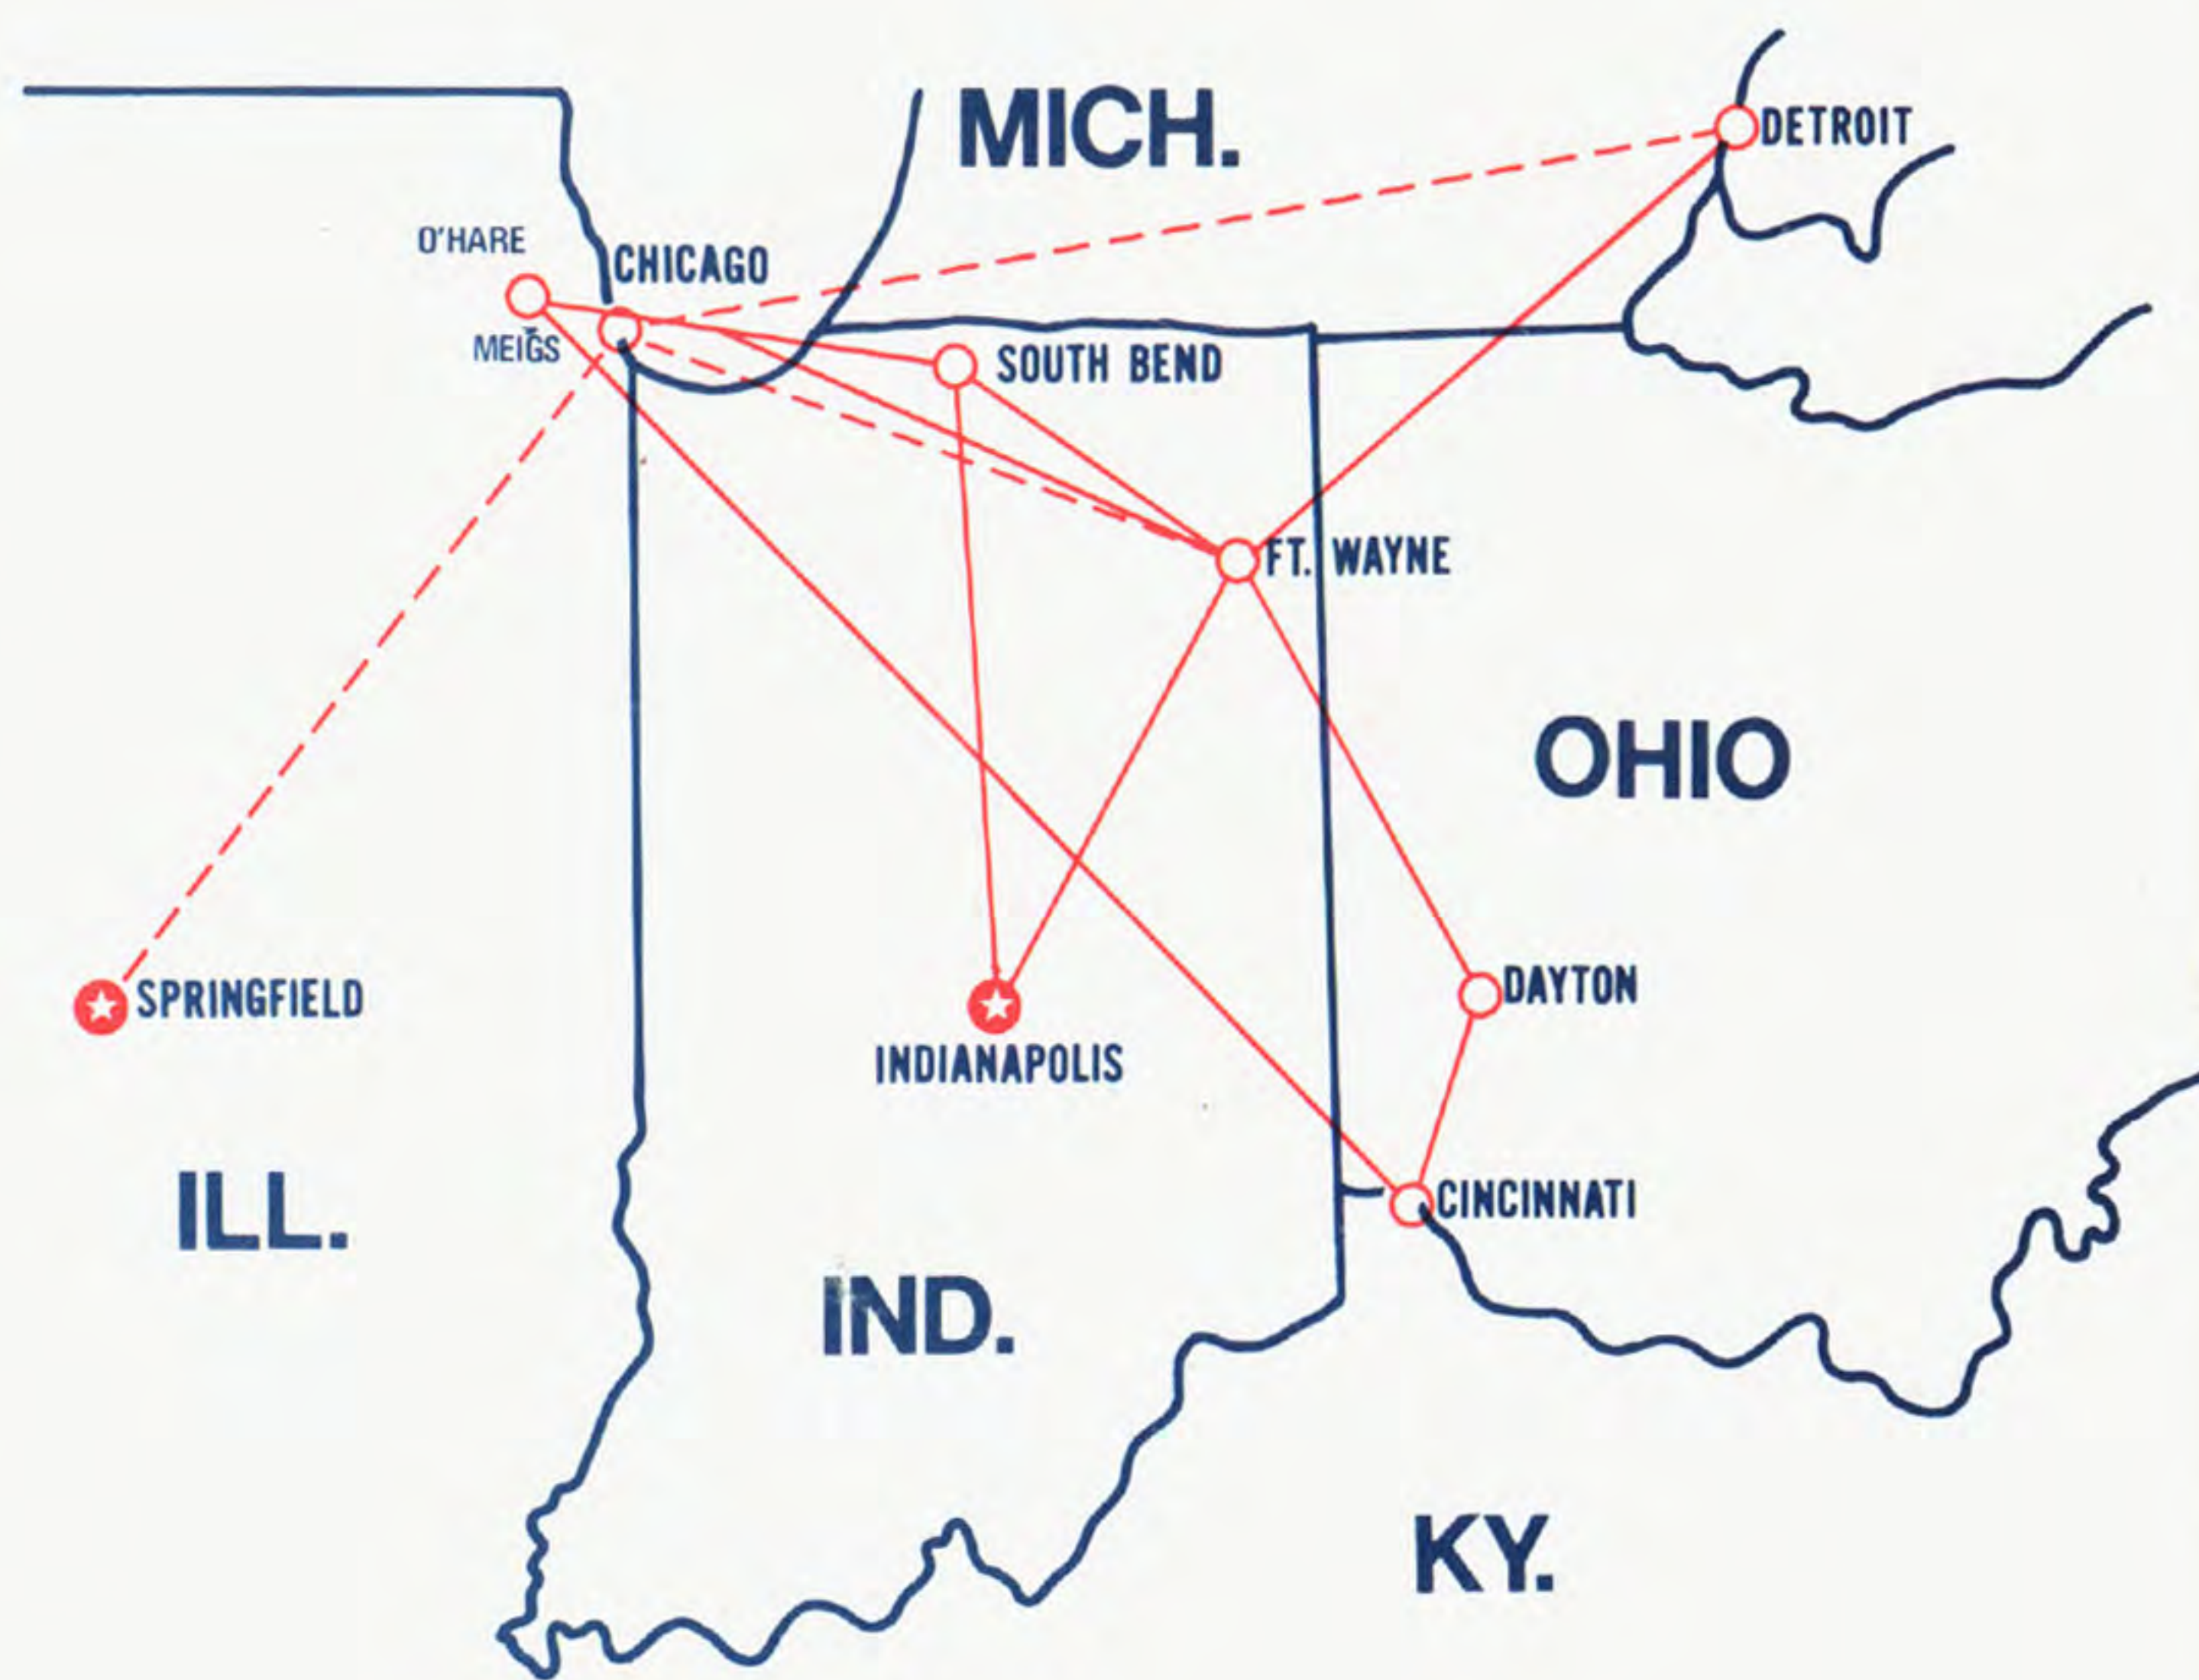 MICH.
DETROIT
O'HARE
CHICAGO
MEIGS
SOUTH BEND
FT. WAYNE
OHIO
SPRINGFIELD
DAYTON
INDIANAPOLIS
ILL.
CINCINNATI
IND.
KY.